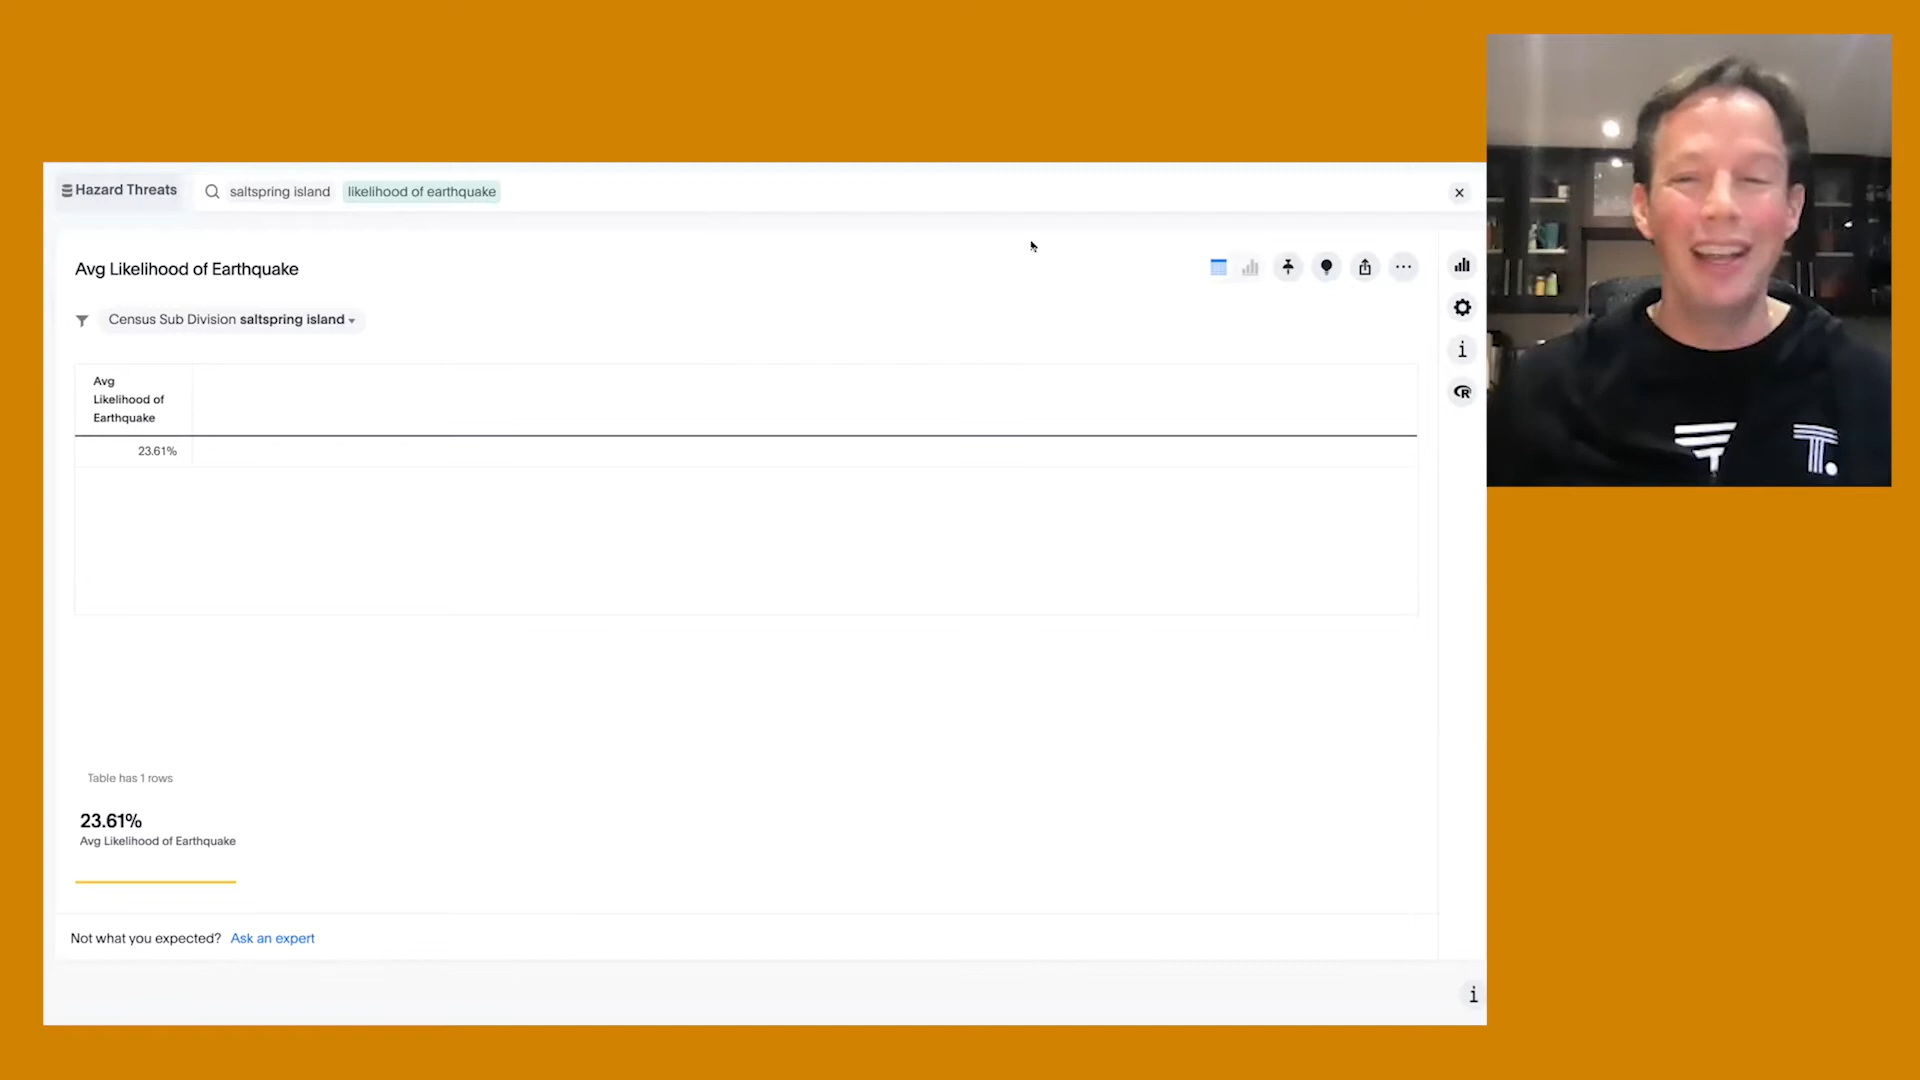 Hazard Threats
saltspring island likelihood of earthquake
Avg Likelihood of Earthquake
Census Sub Division saltspring island
Avg
Likelihood of
Earthquake
23.61%
Table has 1 rows
23.61%
Avg Likelihood of Earthquake
Not what you expected? Ask an expert
T.